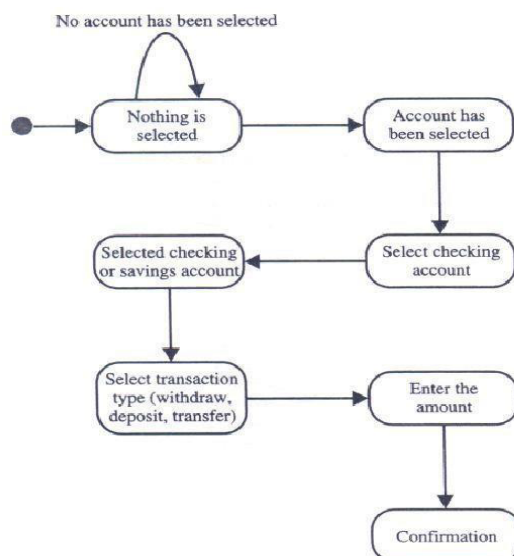 No account has been selected
Nothing is
selected
Account has
been selected
Selected checking
or savings account
Select checking
account
Select transaction
type (withdraw,
deposit, transfer)
Enter the
amount
Confirmation